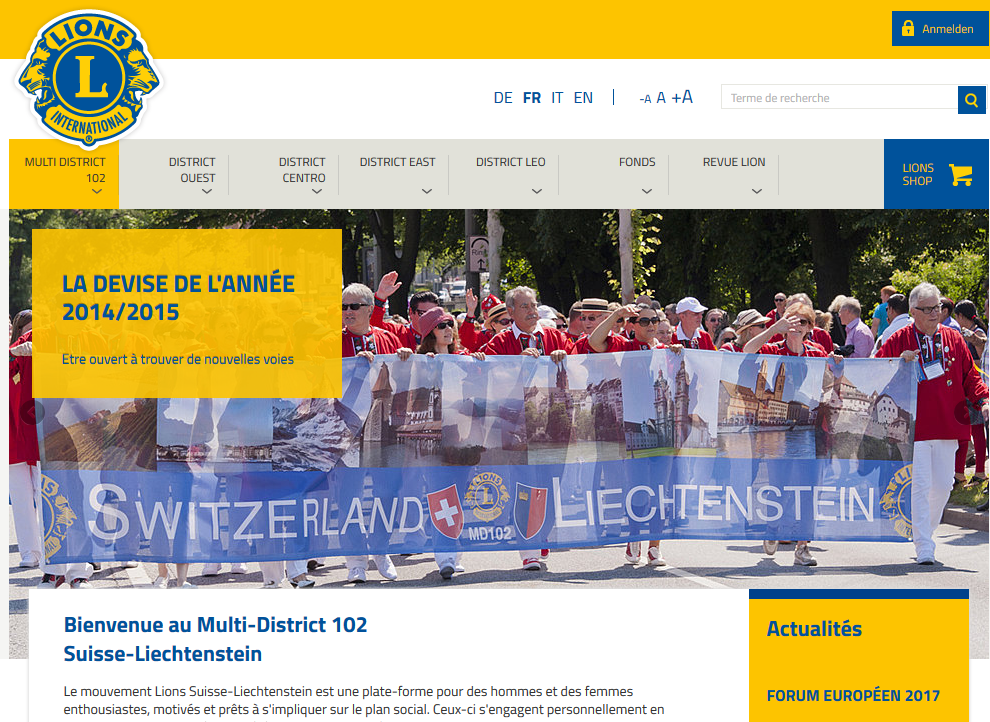 LIONS
L
INTERNATIONAL
Anmelden
DE FR IT EN | -A A +A
Terme de recherche
MULTI DISTRICT
102
DISTRICT
OUEST
DISTRICT
CENTRO
DISTRICT EAST
DISTRICT LEO
FONDS
REVUE LION
LIONS
SHOP
LA DEVISE DE L'ANNÉE
2014/2015
Etre ouvert à trouver de nouvelles voies
SWITZERLAND
LIONS
L
MD102
LIECHTENSTEIN
Bienvenue au Multi-District 102
Suisse-Liechtenstein
Le mouvement Lions Suisse-Liechtenstein est une plate-forme pour des hommes et des femmes
enthousiastes, motivés et prêts à s'impliquer sur le plan social. Ceux-ci s'engagent personnellement en
Actualités
FORUM EUROPÉEN 2017